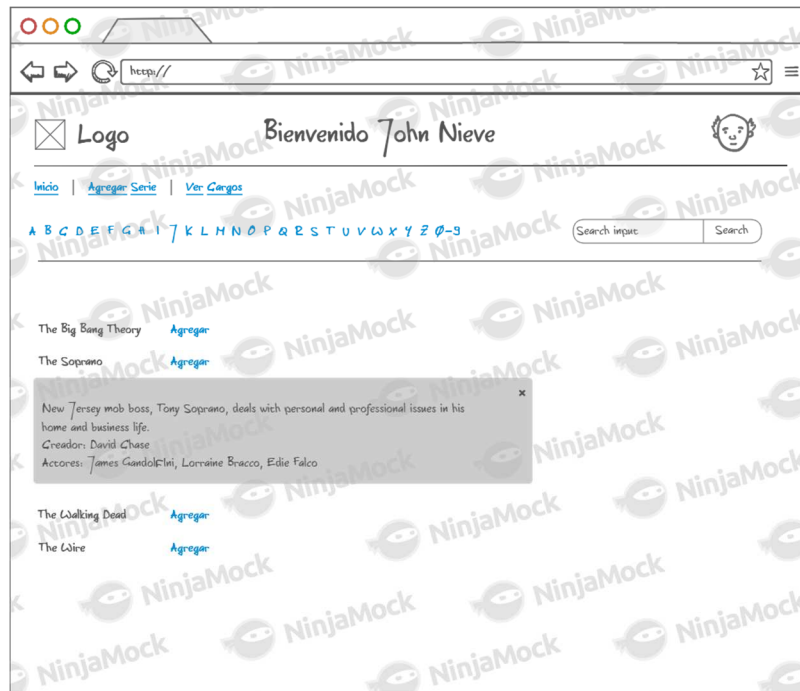 http://
Logo
Bienvenido John Nieve
Inicio | Agregar Serie | Ver Cargos
A B C D E F G H I J K L M N O P Q R S T U V W X Y Z 0-9
Search input
Search
The Big Bang Theory Agregar
The Soprano Agregar
x
New Jersey mob boss, Tony Soprano, deals with personal and professional issues in his
home and business life.
Creador: David Chase
Actores: James Gandolfini, Lorraine Bracco, Edie Falco
The Walking Dead Agregar
The Wire Agregar
NinjaMock